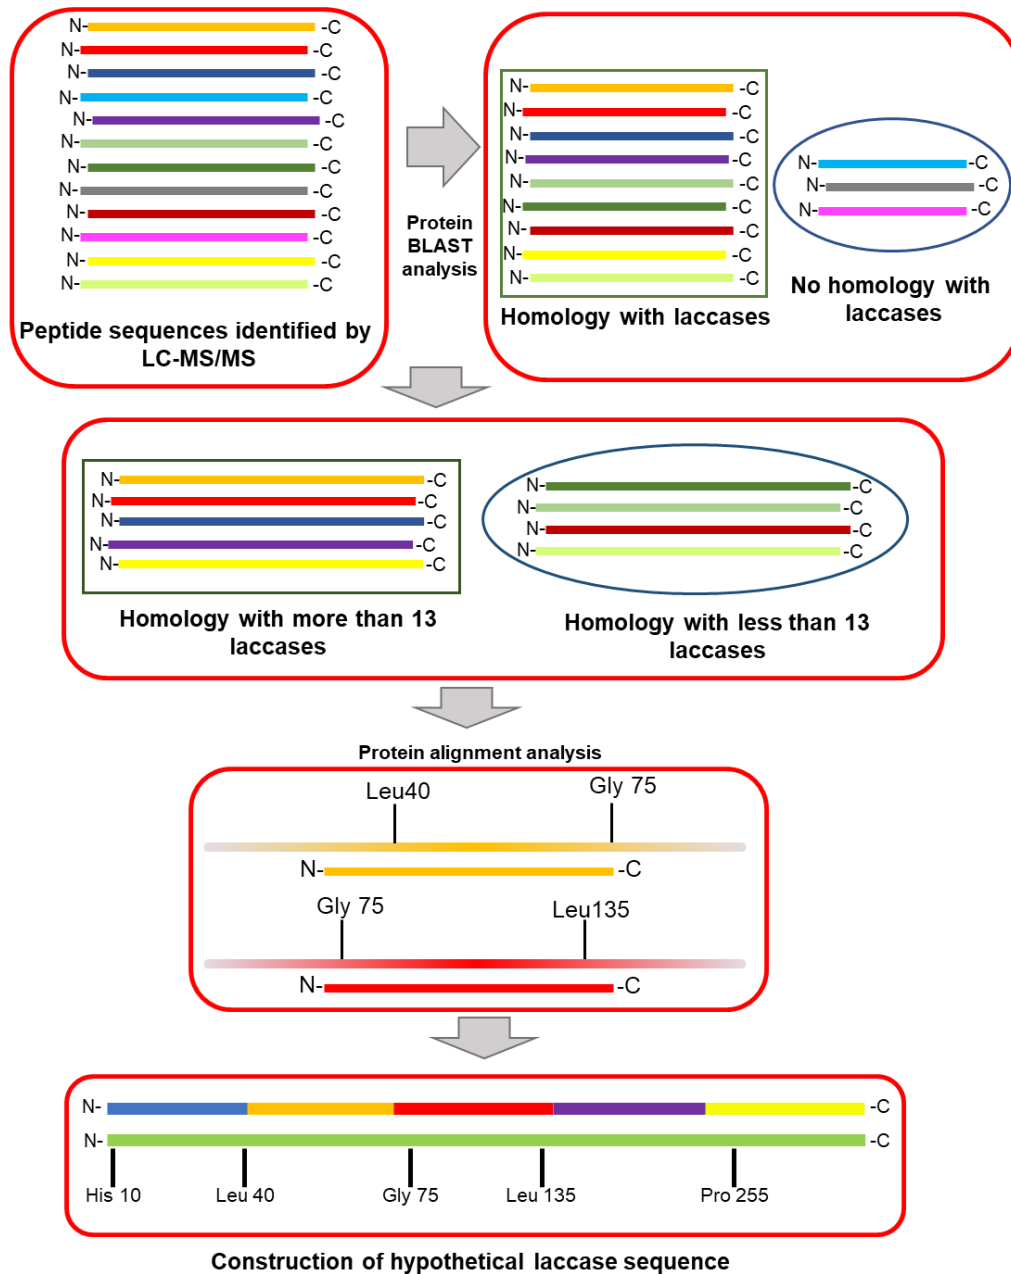 N- -C
N- -C
N- -C
N- -C
N- -C
N- -C
N- -C
N- -C
N- -C
N- -C
N- -C
N- -C
Peptide sequences identified by
LC-MS/MS
Protein
BLAST
analysis
N- -C
N- -C
N- -C
N- -C
N- -C
N- -C
N- -C
N- -C
N- -C
Homology with laccases
N- -C
N- -C
N- -C
No homology with
laccases
N- -C
N- -C
N- -C
N- -C
N- -C
Homology with more than 13
laccases
N- -C
N- -C
N- -C
N- -C
Homology with less than 13
laccases
Protein alignment analysis
Leu40 Gly 75
N- -C
Gly 75 Leu135
N- -C
N- -C
N- -C
His 10 Leu 40 Gly 75 Leu 135 Pro 255
Construction of hypothetical laccase sequence